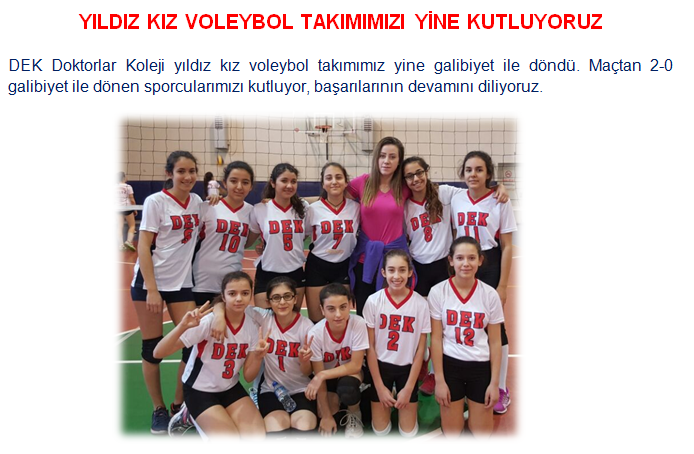 YILDIZ KIZ VOLEYBOL TAKIMIMIZI YİNE KUTLUYORUZ
DEK Doktorlar Koleji yıldız kız voleybol takımımız yine galibiyet ile döndü. Maçtan 2-0
galibiyet ile dönen sporcularımızı kutluyor, başarılarının devamını diliyoruz.
DEK DEK DEK DEK DEK DEK
9 10 5 7 8 11
DEK DEK DEK DEK DEK
3 1 2 12